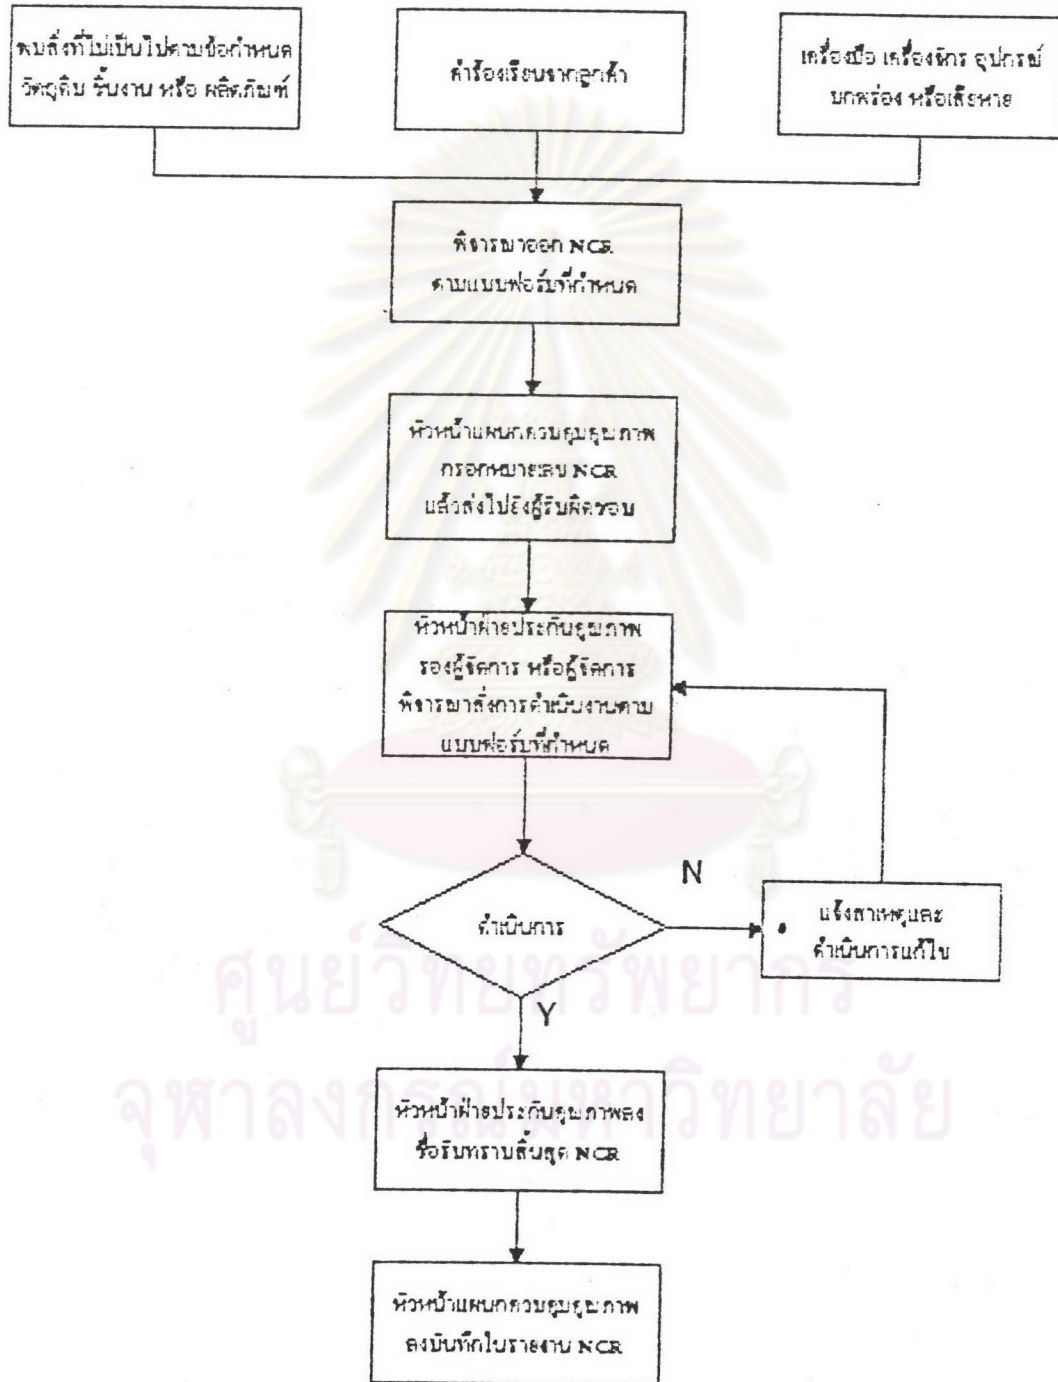 พบสิ่งที่ไม่เป็นไปตามข้อกำหนด
วัตถุดิบ ชิ้นงาน หรือ ผลิตภัณฑ์
คำร้องเรียนจากลูกค้า
เครื่องมือ เครื่องจักร อุปกรณ์
บกพร่อง หรือเสียหาย
พิจารณาออก NCR
ตามแบบฟอร์มที่กำหนด
หัวหน้าแผนกควบคุมคุณภาพ
กรอกหมายเลข NCR
แล้วส่งไปยังผู้รับผิดชอบ
หัวหน้าฝ่ายประกันคุณภาพ
รองผู้จัดการ หรือผู้จัดการ
พิจารณาสั่งการดำเนินงานตาม
แบบฟอร์มที่กำหนด
N
ดำเนินการ
แจ้งสาเหตุและ
ดำเนินการแก้ไข
Y
หัวหน้าฝ่ายประกันคุณภาพลง
ชื่อรับทราบสิ้นสุด NCR
หัวหน้าแผนกควบคุมคุณภาพ
ลงบันทึกในรายงาน NCR
ศูนย์วิทยทรัพยากร
จุฬาลงกรณ์มหาวิทยาลัย